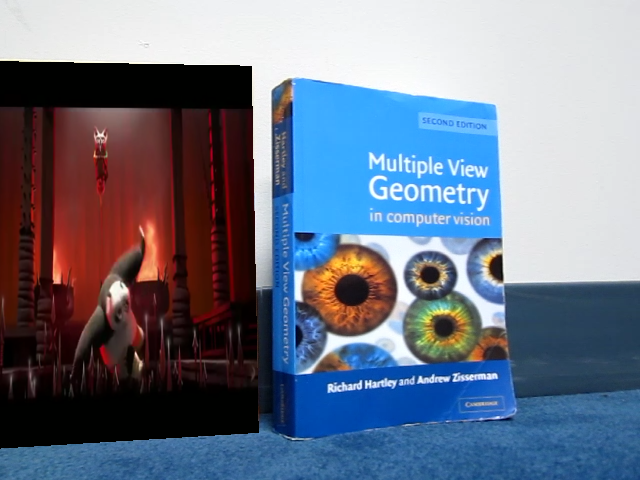 SECOND EDITION
Multiple View
Geometry
in computer vision
Richard Hartley and Andrew Zisserman
CAMBRIDGE
Hartley and
Zisserman
Multiple View Geometry